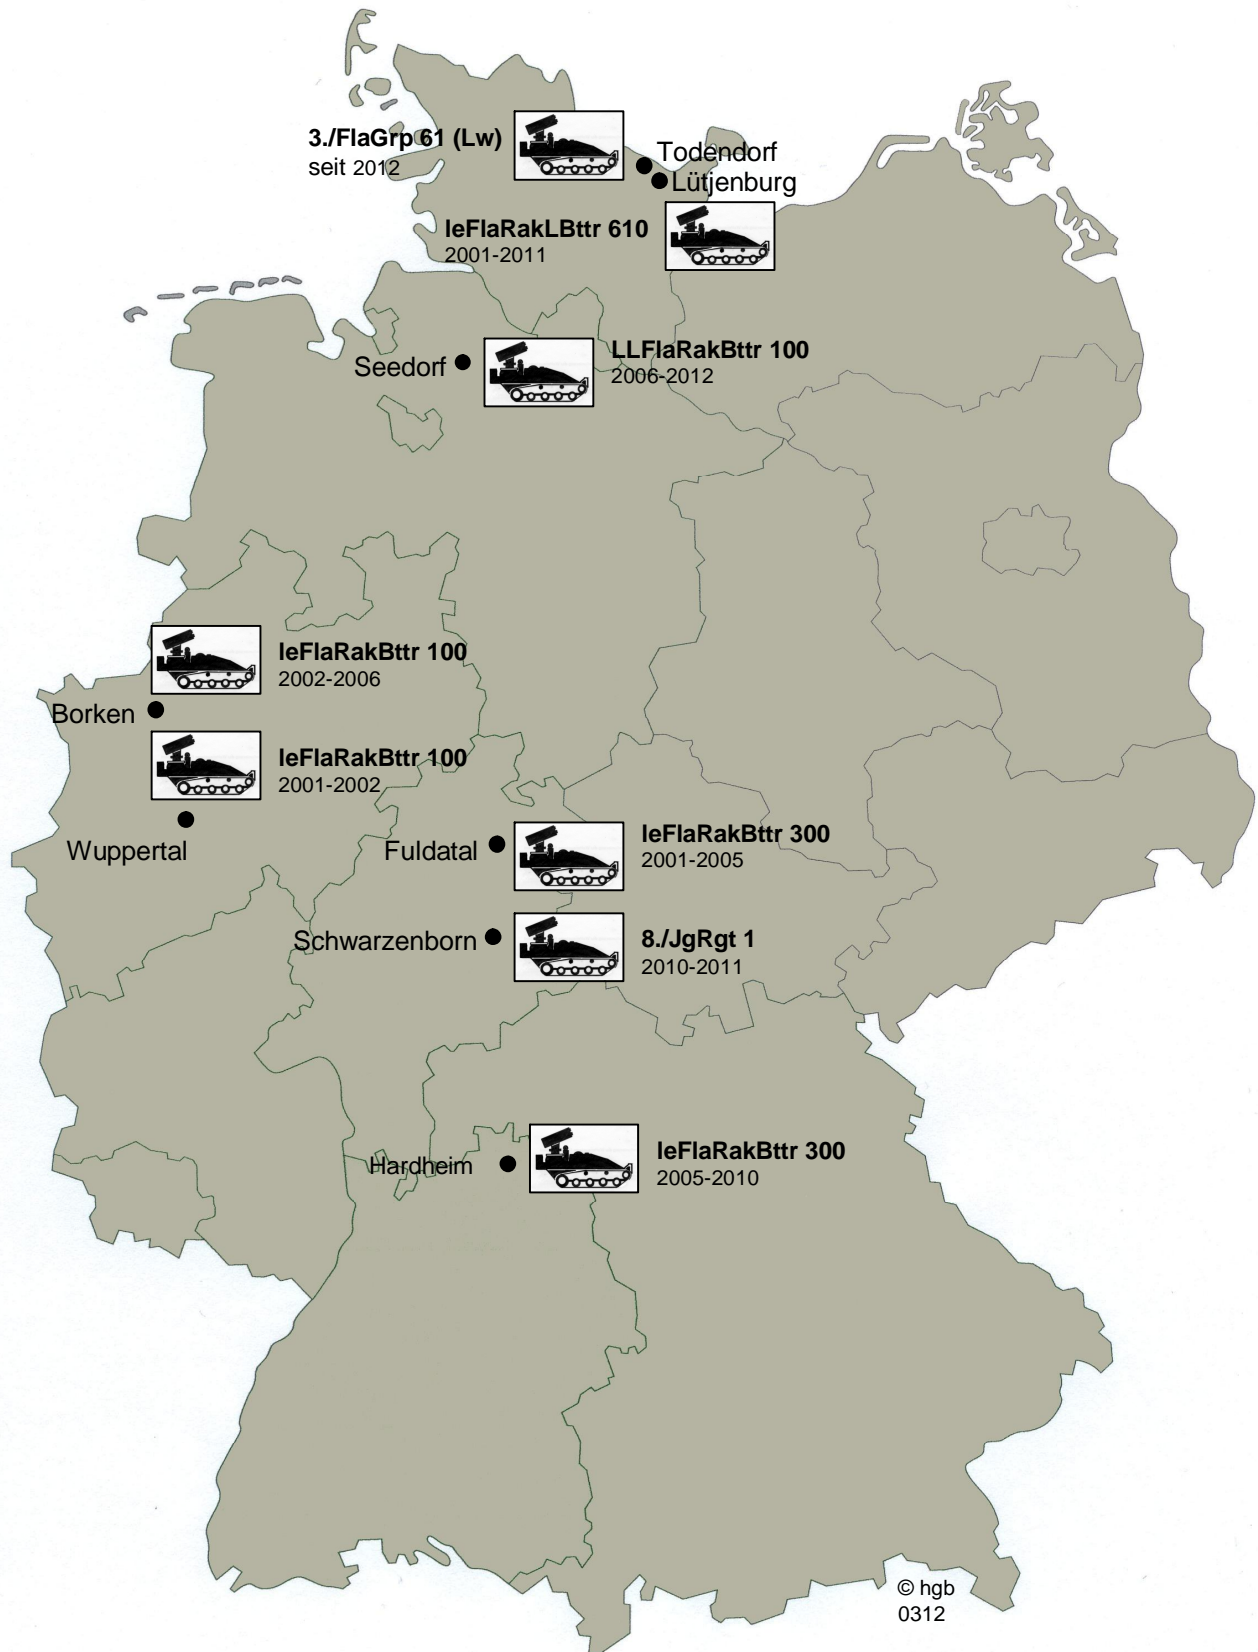 3./FlaGrp 61 (Lw)
seit 2012
Todendorf
Lütjenburg
leFlaRakLBttr 610
2001-2011
Seedorf
LLFlaRakBttr 100
2006-2012
leFlaRakBttr 100
2002-2006
Borken
leFlaRakBttr 100
2001-2002
Wuppertal
Fuldatal
leFlaRakBttr 300
2001-2005
Schwarzenborn
8./JgRgt 1
2010-2011
Hardheim
leFlaRakBttr 300
2005-2010
© hgb
0312